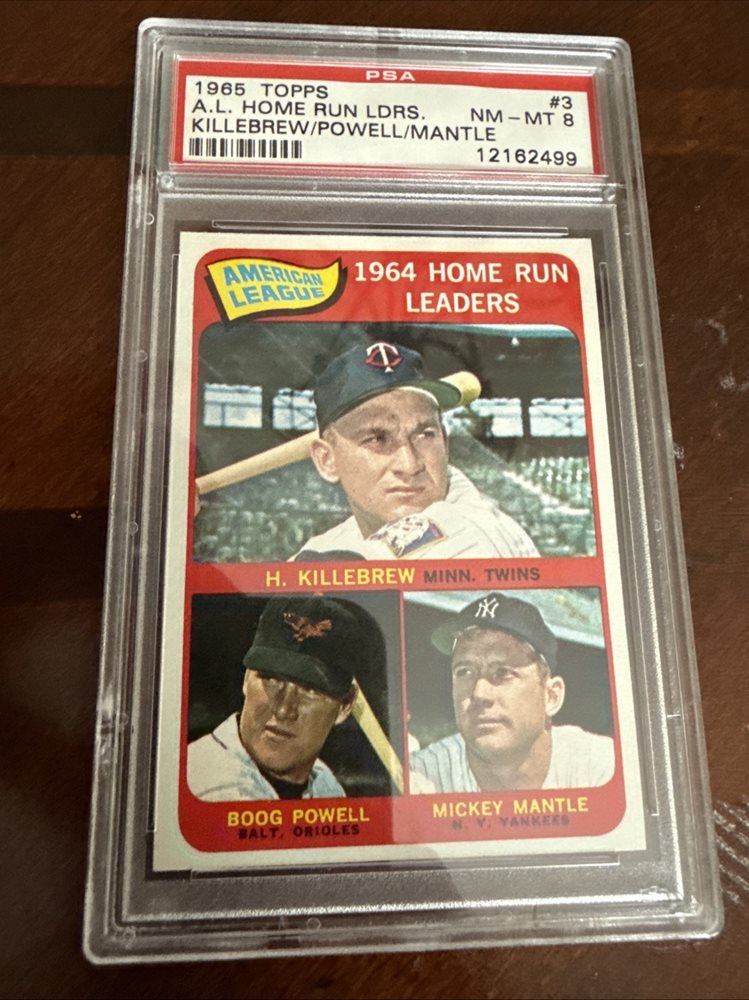 PSA
1965 TOPPS #3
A.L. HOME RUN LDRS. NM-MT 8
KILLEBREW/POWELL/MANTLE
12162499
AMERICAN LEAGUE
1964 HOME RUN
LEADERS
T C
H. KILLEBREW MINN. TWINS
NY
BOOG POWELL
BALT. ORIOLES
MICKEY MANTLE
N. Y. YANKEES